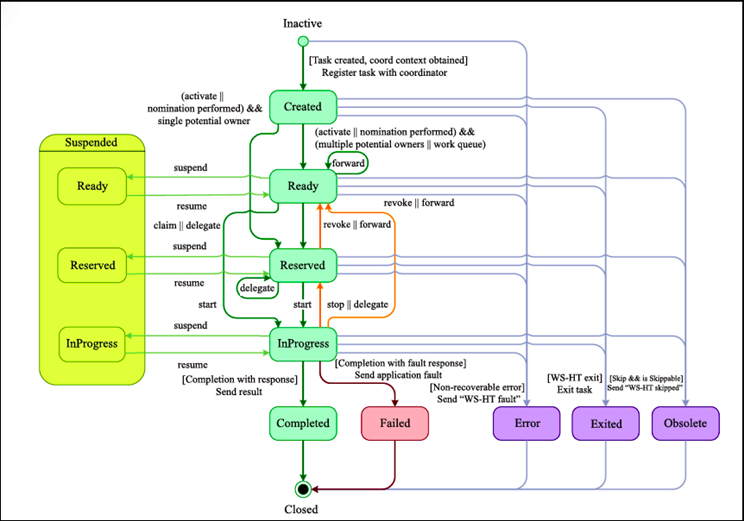 Inactive
[Task created, coord context obtained]
Register task with coordinator
(activate ||
nomination performed) &&
single potential owner
Created
(activate || nomination performed) &&
(multiple potential owners || work queue)
Suspended
suspend
forward
Ready
Ready
resume
revoke || forward
claim || delegate
revoke || forward
suspend
Reserved
Reserved
resume
delegate
start
start
stop || delegate
suspend
InProgress
InProgress
resume
[Completion with response]
Send result
[Completion with fault response]
Send application fault
[Non-recoverable error]
Send “WS-HT fault”
[WS-HT exit]
Exit task
[Skip && is Skippable]
Send “WS-HT skipped”
Completed
Failed
Error
Exited
Obsolete
Closed